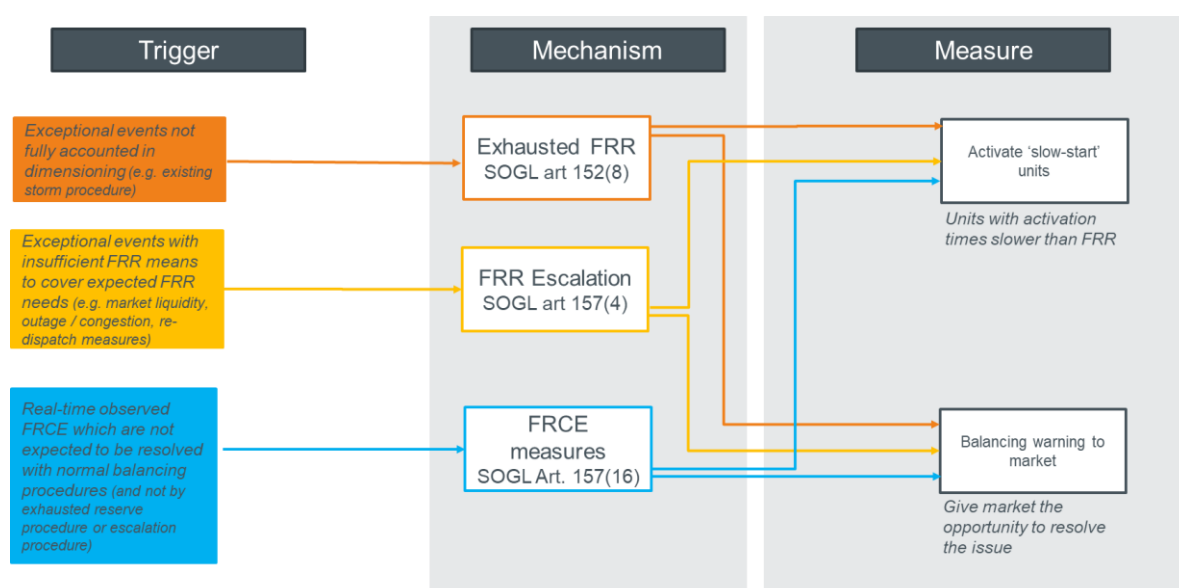 Trigger
Mechanism
Measure
Exceptional events not
fully accounted in
dimensioning (e.g. existing
storm procedure)
Exhausted FRR
SOGL art 152(8)
Activate ‘slow-start’
units
Units with activation
times slower than FRR
Exceptional events with
insufficient FRR means
to cover expected FRR
needs (e.g. market liquidity,
outage / congestion, re-
dispatch measures)
FRR Escalation
SOGL art 157(4)
Real-time observed
FRCE which are not
expected to be resolved
with normal balancing
procedures (and not by
exhausted reserve
procedure or escalation
procedure)
FRCE
measures
SOGL Art. 157(16)
Balancing warning to
market
Give market the
opportunity to resolve
the issue